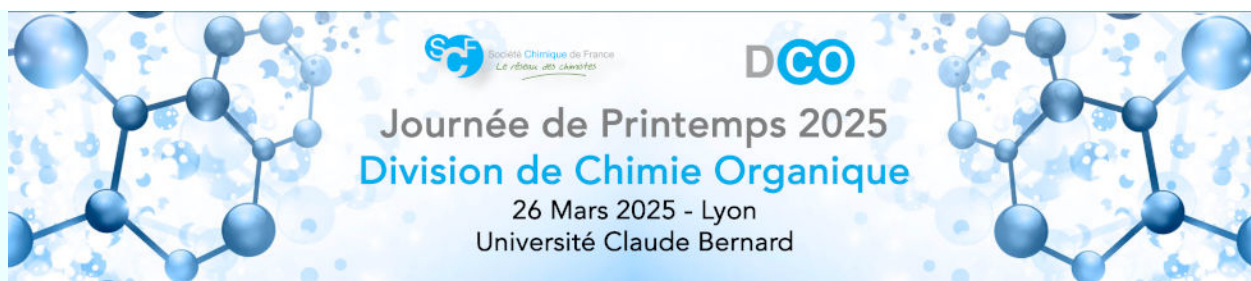 SCF
Société Chimique de France
Le réseau des chimistes
DCO
Journée de Printemps 2025
Division de Chimie Organique
26 Mars 2025 - Lyon
Université Claude Bernard